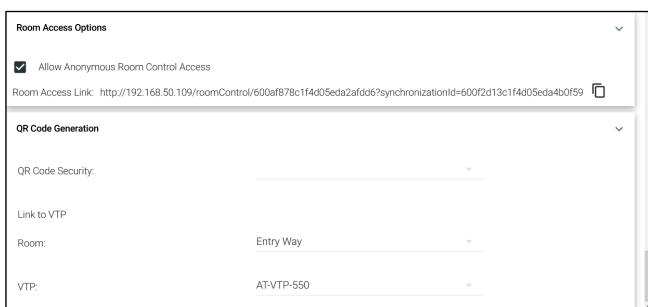 Room Access Options
Allow Anonymous Room Control Access
Room Access Link: http://192.168.50.109/roomControl/600af878c1f4d05eda2afdd6?synchronizationId=600f2d13c1f4d05eda4b0f59
QR Code Generation
QR Code Security:
Link to VTP
Room: Entry Way
VTP: AT-VTP-550